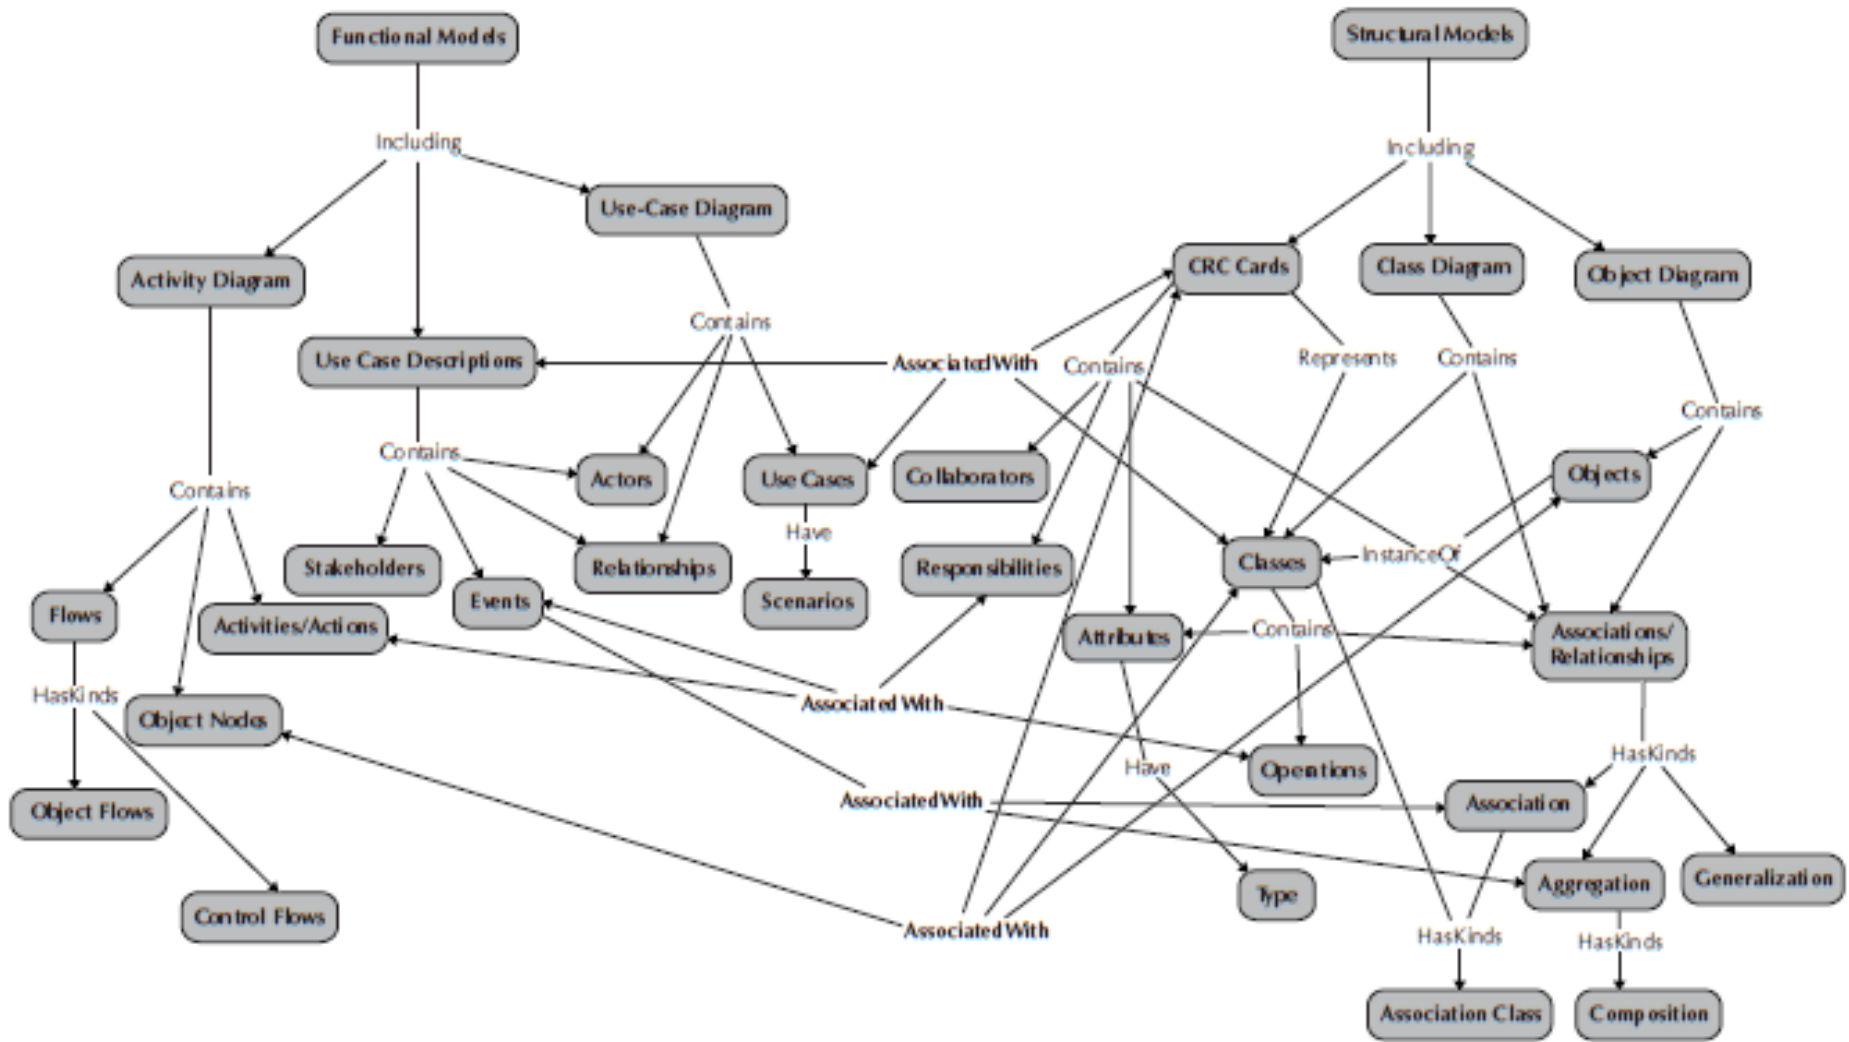 Functional Models
Structural Models
Including
Including
Use-Case Diagram
Activity Diagram
CRC Cards
Class Diagram
Object Diagram
Contains
Use Case Descriptions
AssociatedWith
Contains
Represents
Contains
Contains
Contains
Actors
Use Cases
Collaborators
Objects
Contains
Have
InstanceOf
Stakeholders
Relationships
Responsibilities
Classes
Flows
Events
Scenarios
Activities/Actions
Attributes
Contains
Associations/
Relationships
HasKinds
Object Nodes
Associated With
HasKinds
Have
Operations
Object Flows
AssociatedWith
Association
Type
Aggregation
Generalization
Control Flows
AssociatedWith
HasKinds
HasKinds
Association Class
Composition